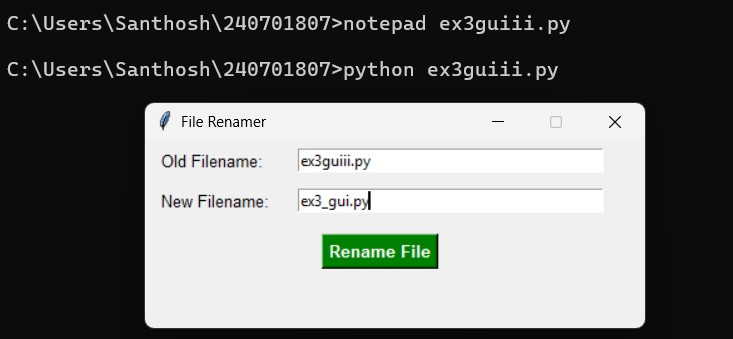 C:\Users\Santhosh\240701807>notepad ex3guiii.py
C:\Users\Santhosh\240701807>python ex3guiii.py
File Renamer
Old Filename: ex3guiii.py
New Filename: ex3_gui.py
Rename File